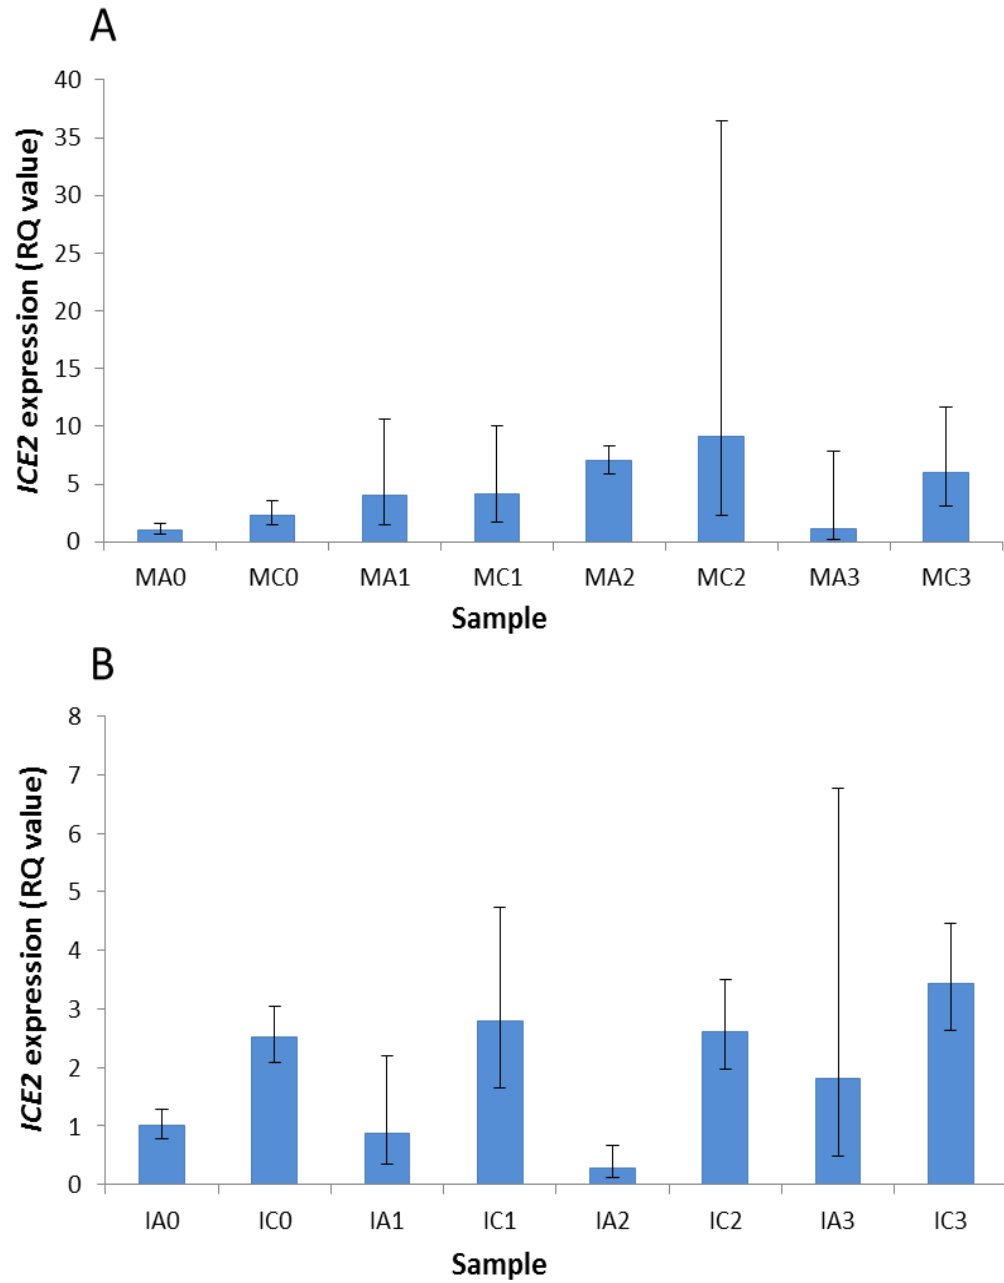 A
ICE2 expression (RQ value)
40
35
30
25
20
15
10
5
0
MA0 MC0 MA1 MC1 MA2 MC2 MA3 MC3
Sample
B
ICE2 expression (RQ value)
8
7
6
5
4
3
2
1
0
IA0 IC0 IA1 IC1 IA2 IC2 IA3 IC3
Sample